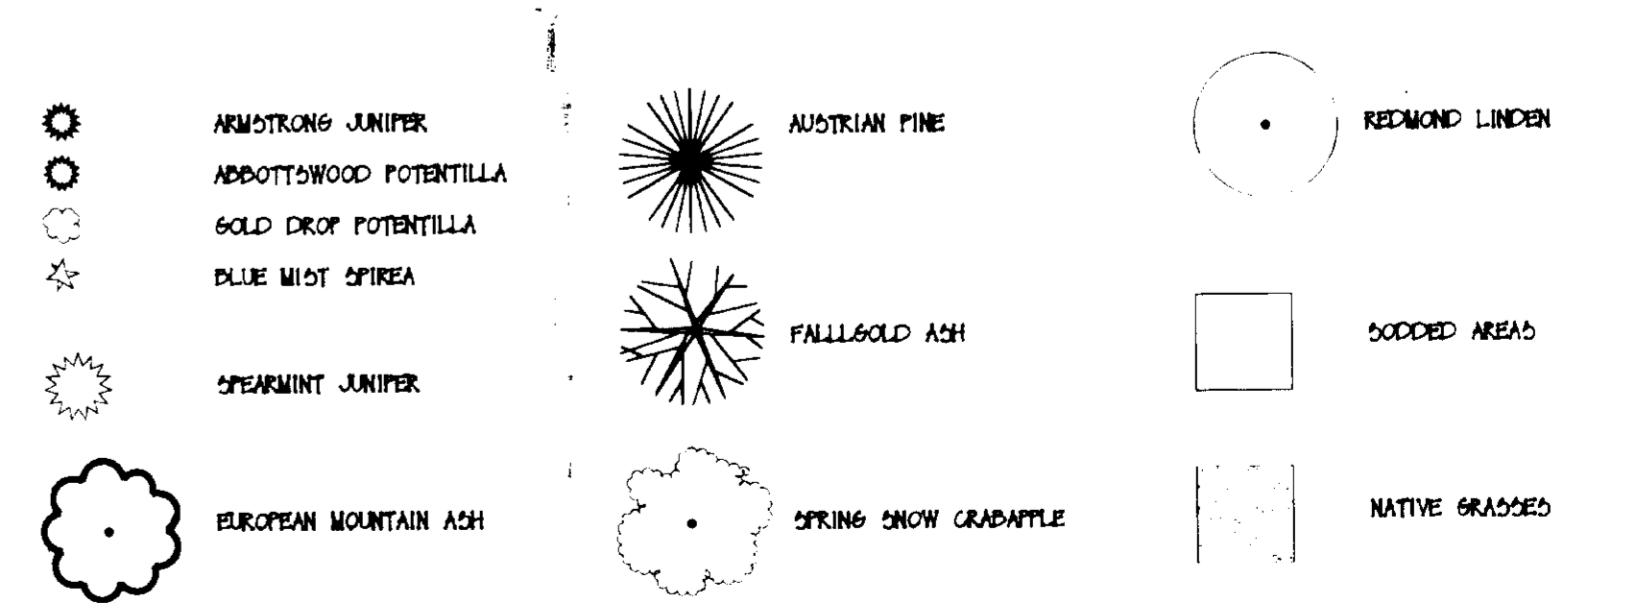 ARMSTRONG JUNIPER
ABBOTTSWOOD POTENTILLA
GOLD DROP POTENTILLA
BLUE MIST SPIREA
SPEARMINT JUNIPER
EUROPEAN MOUNTAIN ASH
AUSTRIAN PINE
FALLLGOLD ASH
SPRING SNOW CRABAPPLE
REDMOND LINDEN
SODDED AREAS
NATIVE GRASSES